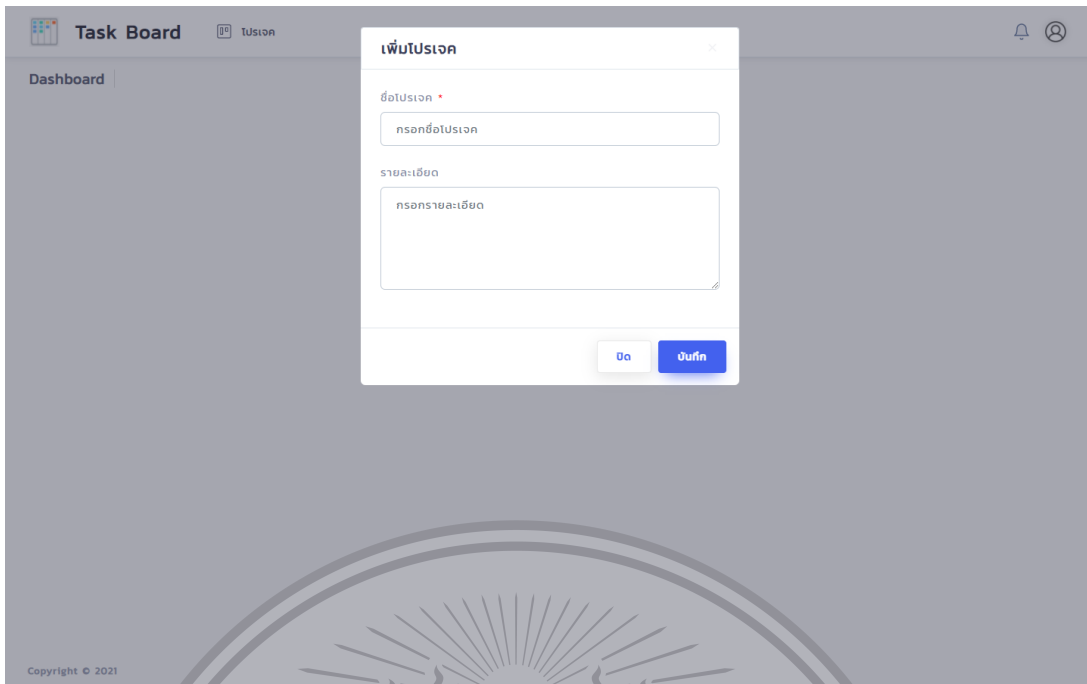 Task Board
โปรเจค
Dashboard
เพิ่มโปรเจค
ชื่อโปรเจค *
กรอกชื่อโปรเจค
รายละเอียด
กรอกรายละเอียด
ปิด
บันทึก
Copyright © 2021